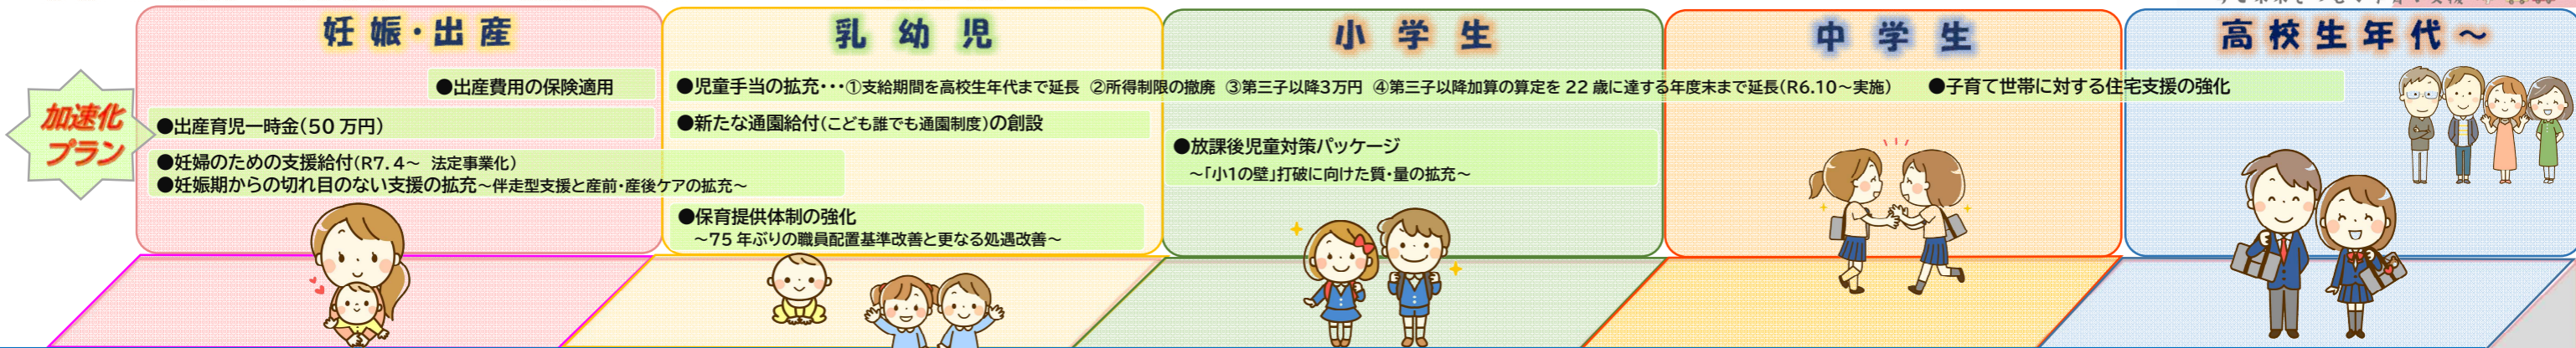 妊娠・出産
乳幼児
小学生
中学生
高校生年代～
加速化
プラン
●出産費用の保険適用
●出産育児一時金(50万円)
●妊婦のための支援給付(R7.4～ 法定事業化)
●妊娠期からの切れ目のない支援の拡充～伴走型支援と産前・産後ケアの拡充～
●児童手当の拡充・・・①支給期間を高校生年代まで延長 ②所得制限の撤廃 ③第三子以降3万円 ④第三子以降加算の算定を22歳に達する年度末まで延長(R6.10～実施)
●子育て世帯に対する住宅支援の強化
●新たな通園給付(こども誰でも通園制度)の創設
●保育提供体制の強化
～75年ぶりの職員配置基準改善と更なる処遇改善～
●放課後児童対策パッケージ
～「小1の壁」打破に向けた質・量の拡充～